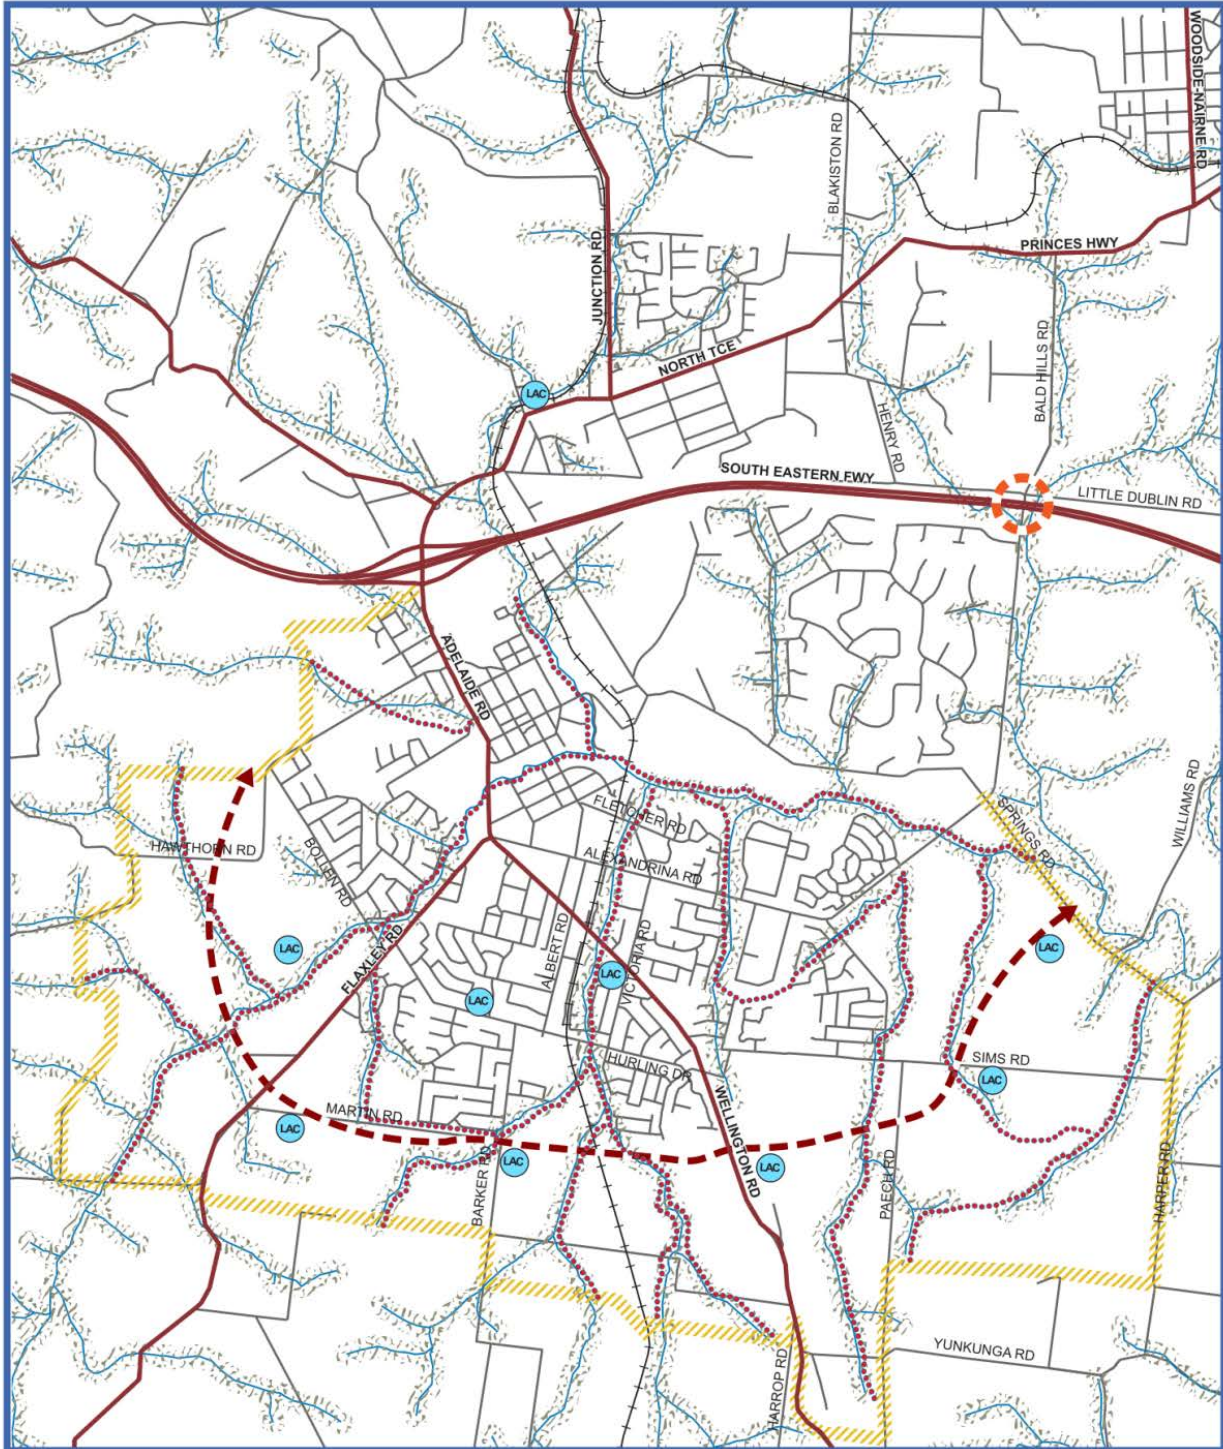 WOODSIDE-NAIRNE RD
BLAKISTON RD
PRINCES HWY
JUNCTION RD
NORTH TCE
BALD HILLS RD
LAC
HENRY RD
SOUTH EASTERN FWY
LITTLE DUBLIN RD
ADELAIDE RD
FLETCHER RD
SPRINGS RD
WILLIAMS RD
HAWTHORN RD
BOLLEN RD
ALEXANDRINA RD
ALBERT RD
VICTORIA RD
FLAXLEY RD
LAC
LAC
LAC
LAC
HURLING DR
SIMS RD
LAC
MARTIN RD
LAC
WELLINGTON RD
BARKER RD
LAC
LAC
PAECH RD
HARPER RD
YUNKUNGA RD
HARROP RD